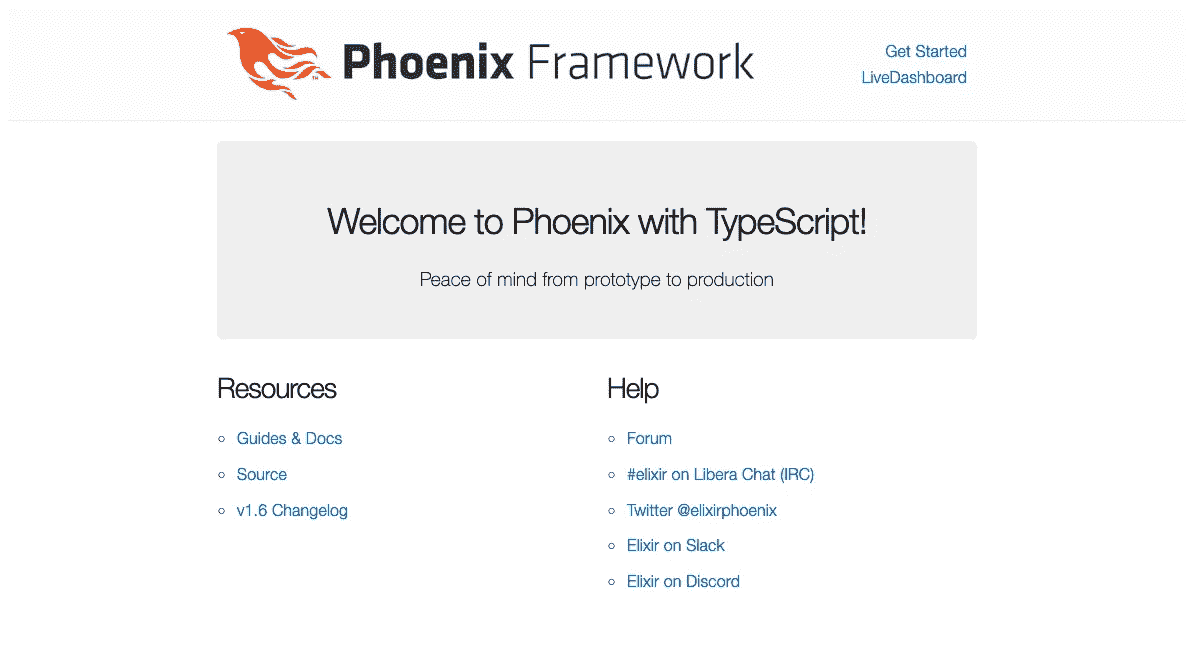 Phoenix Framework
TM
Get Started
LiveDashboard
Welcome to Phoenix with TypeScript!
Peace of mind from prototype to production
Resources
Guides & Docs
Source
v1.6 Changelog
Help
Forum
#elixir on Libera Chat (IRC)
Twitter @elixirphoenix
Elixir on Slack
Elixir on Discord